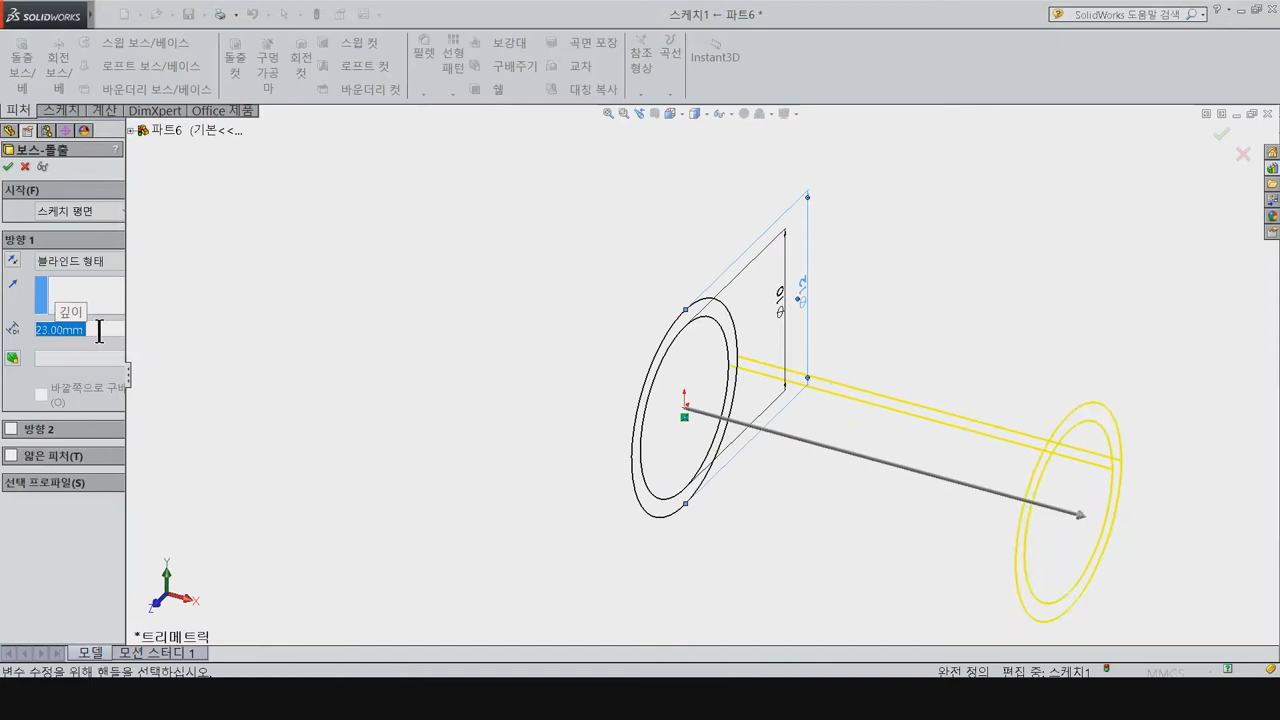 SOLIDWORKS
스케치1 ← 파트6 *
SolidWorks 도움말 검색
돌출 보스/베
회전 보스/베
스윕 보스/베이스
로프트 보스/베이스
바운더리 보스/베이스
돌출 컷
구멍 가공 마
회전 컷
스윕 컷
로프트 컷
바운더리 컷
필렛
선형 패턴
보강대
구배주기
쉘
곡면 포장
교차
대칭 복사
참조 형상
곡선
Instant3D
피처 스케치 계산 DimXpert Office 제품
파트6 (기본<<...
보스-돌출 ?
시작(F)
스케치 평면
방향 1
블라인드 형태
깊이
23.00mm
바깥쪽으로 구배
(O)
방향 2
얇은 피처(T)
선택 프로파일(S)
Ø10
Ø12
Y
X
Z
*트리메트릭
모델 모션 스터디 1
변수 수정을 위해 핸들을 선택하십시오.
완전 정의 편집 중: 스케치1
MMGS